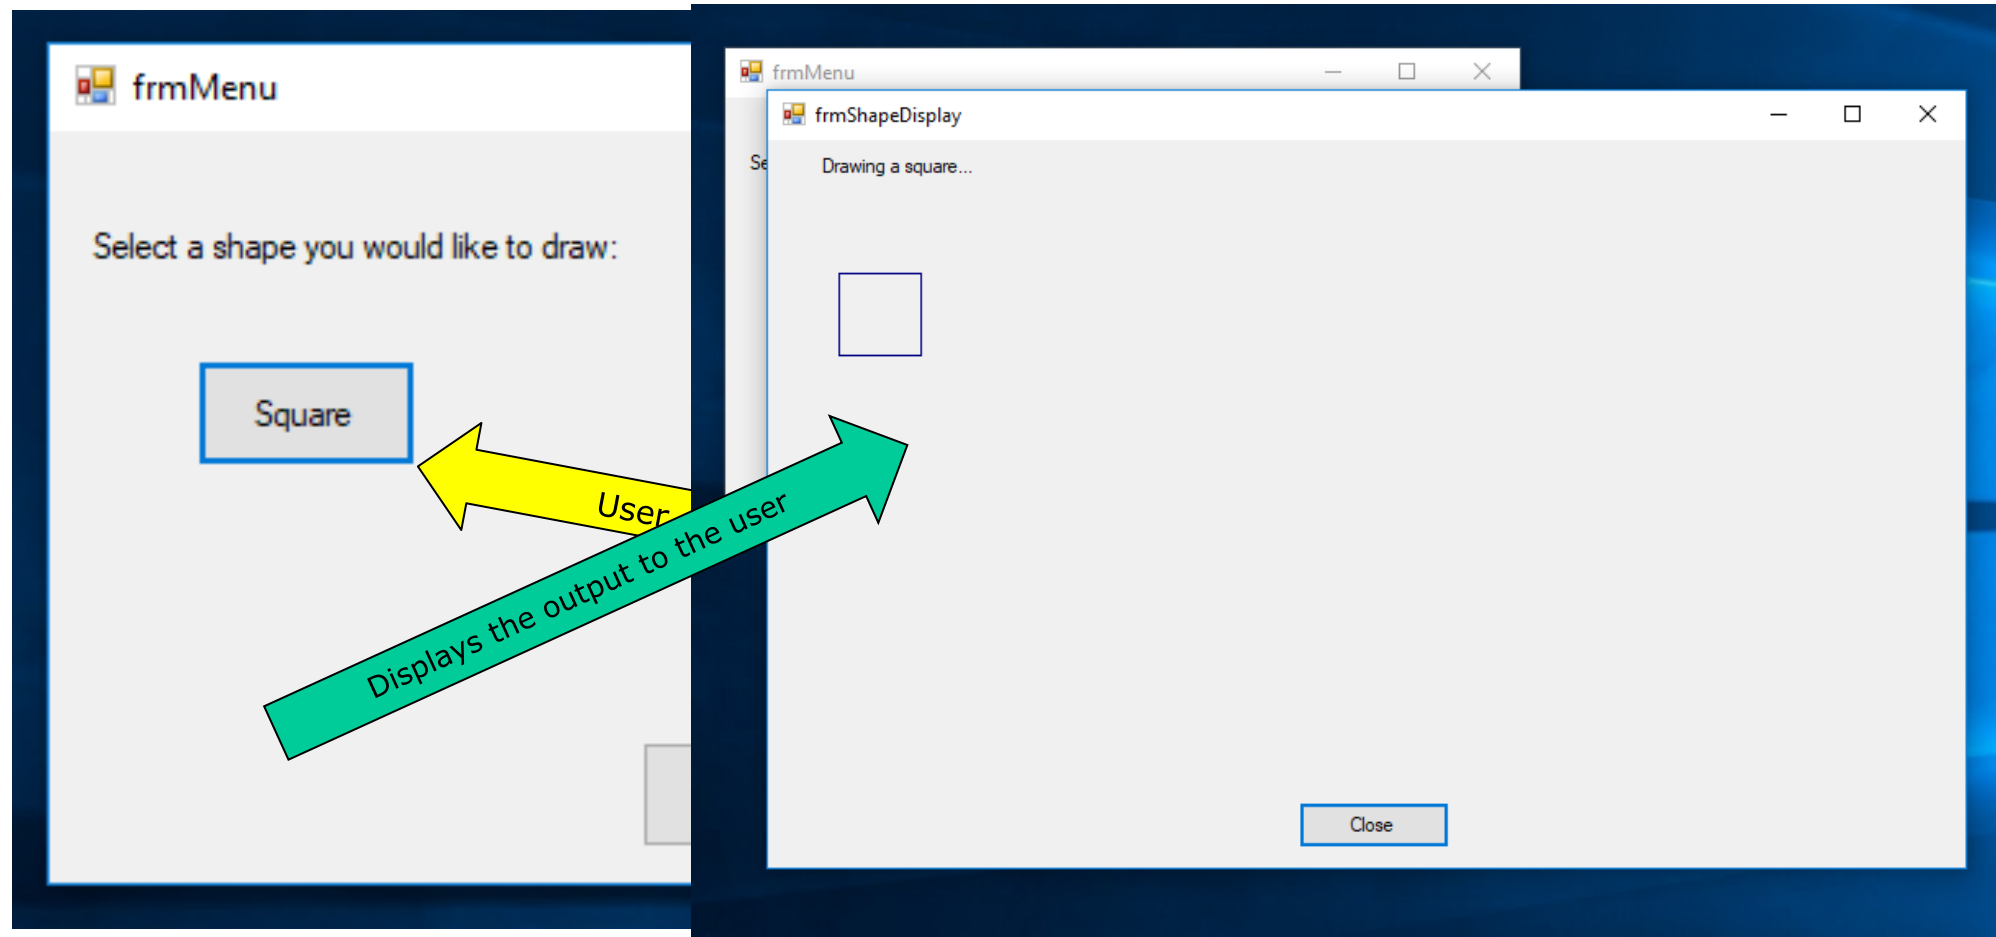 frmMenu
Select a shape you would like to draw:
Square
User
Displays the output to the user
frmMenu
frmShapeDisplay
Se
Drawing a square...
Close